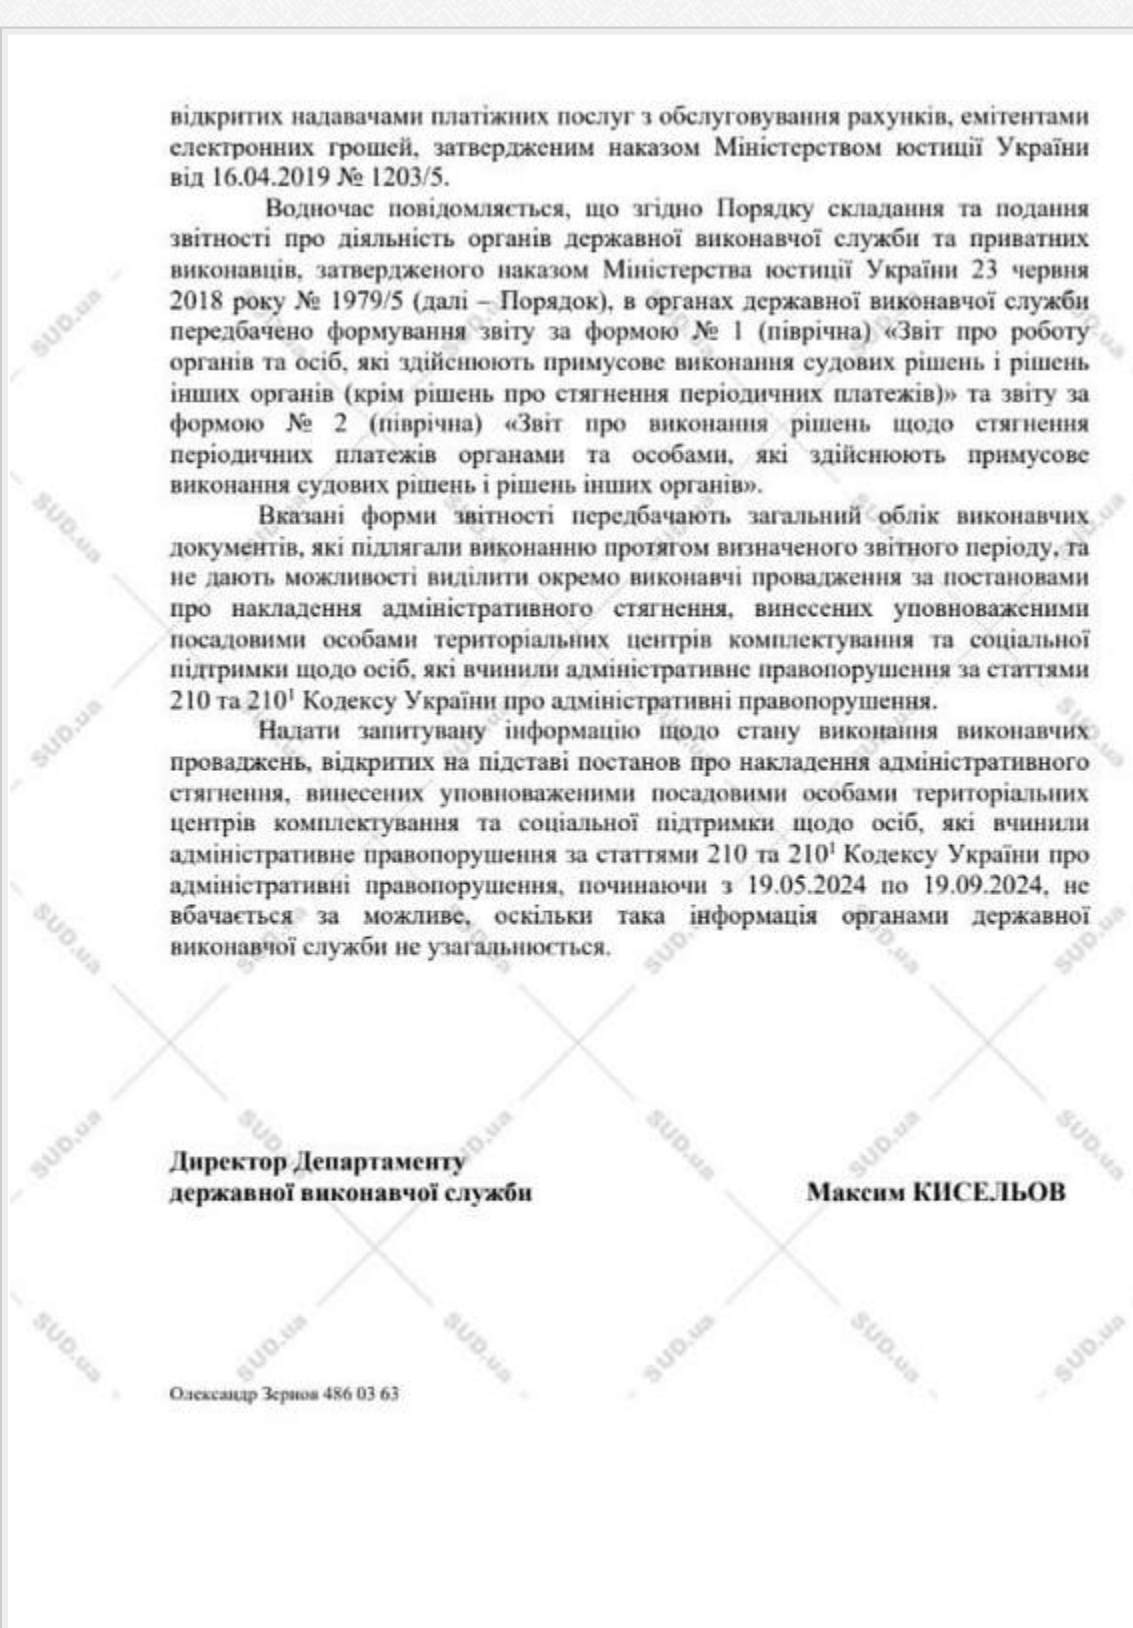 відкритих надавачами платіжних послуг з обслуговування рахунків, емітентами
електронних грошей, затвердженим наказом Міністерством юстиції України
від 16.04.2019 № 1203/5.
Водночас повідомляється, що згідно Порядку складання та подання
звітності про діяльність органів державної виконавчої служби та приватних
виконавців, затвердженого наказом Міністерства юстиції України 23 червня
2018 року № 1979/5 (далі – Порядок), в органах державної виконавчої служби
передбачено формування звіту за формою № 1 (піврічна) «Звіт про роботу
органів та осіб, які здійснюють примусове виконання судових рішень і рішень
інших органів (крім рішень про стягнення періодичних платежів)» та звіту за
формою № 2 (піврічна) «Звіт про виконання рішень щодо стягнення
періодичних платежів органами та особами, які здійснюють примусове
виконання судових рішень і рішень інших органів».
Вказані форми звітності передбачають загальний облік виконавчих
документів, які підлягали виконанню протягом визначеного звітного періоду, та
не дають можливості виділити окремо виконавчі провадження за постановами
про накладення адміністративного стягнення, винесених уповноваженими
посадовими особами територіальних центрів комплектування та соціальної
підтримки щодо осіб, які вчинили адміністративне правопорушення за статтями
210 та 210¹ Кодексу України про адміністративні правопорушення.
Надати запитувану інформацію щодо стану виконання виконавчих
проваджень, відкритих на підставі постанов про накладення адміністративного
стягнення, винесених уповноваженими посадовими особами територіальних
центрів комплектування та соціальної підтримки щодо осіб, які вчинили
адміністративне правопорушення за статтями 210 та 210¹ Кодексу України про
адміністративні правопорушення, починаючи з 19.05.2024 по 19.09.2024, не
вбачається за можливе, оскільки така інформація органами державної
виконавчої служби не узагальнюється.
Директор Департаменту
державної виконавчої служби Максим КИСЕЛЬОВ
Олександр Зернов 486 03 63
SUD.ua